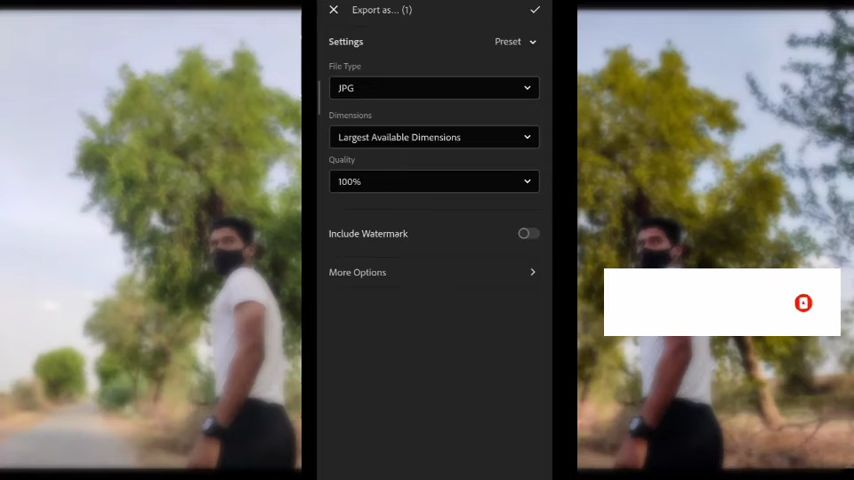 Export as... (1)
Settings
Preset
File Type
JPG
Dimensions
Largest Available Dimensions
Quality
100%
Include Watermark
More Options